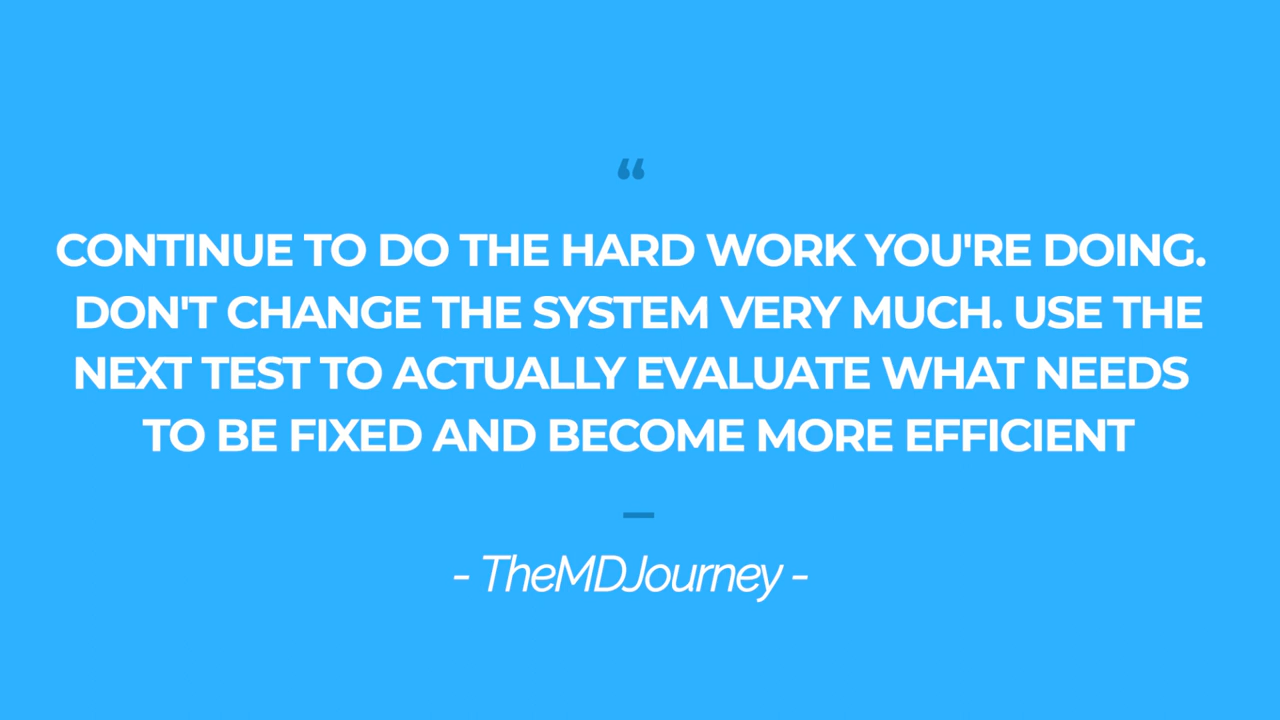 “
CONTINUE TO DO THE HARD WORK YOU'RE DOING.
DON'T CHANGE THE SYSTEM VERY MUCH. USE THE
NEXT TEST TO ACTUALLY EVALUATE WHAT NEEDS
TO BE FIXED AND BECOME MORE EFFICIENT
- TheMDJourney -